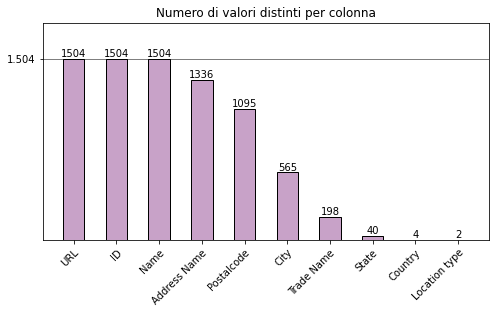 Numero di valori distinti per colonna
1.504
1504 1504 1504
1336
1095
565
198
40
4
2
URL
ID
Name
Address Name
Postalcode
City
Trade Name
State
Country
Location type